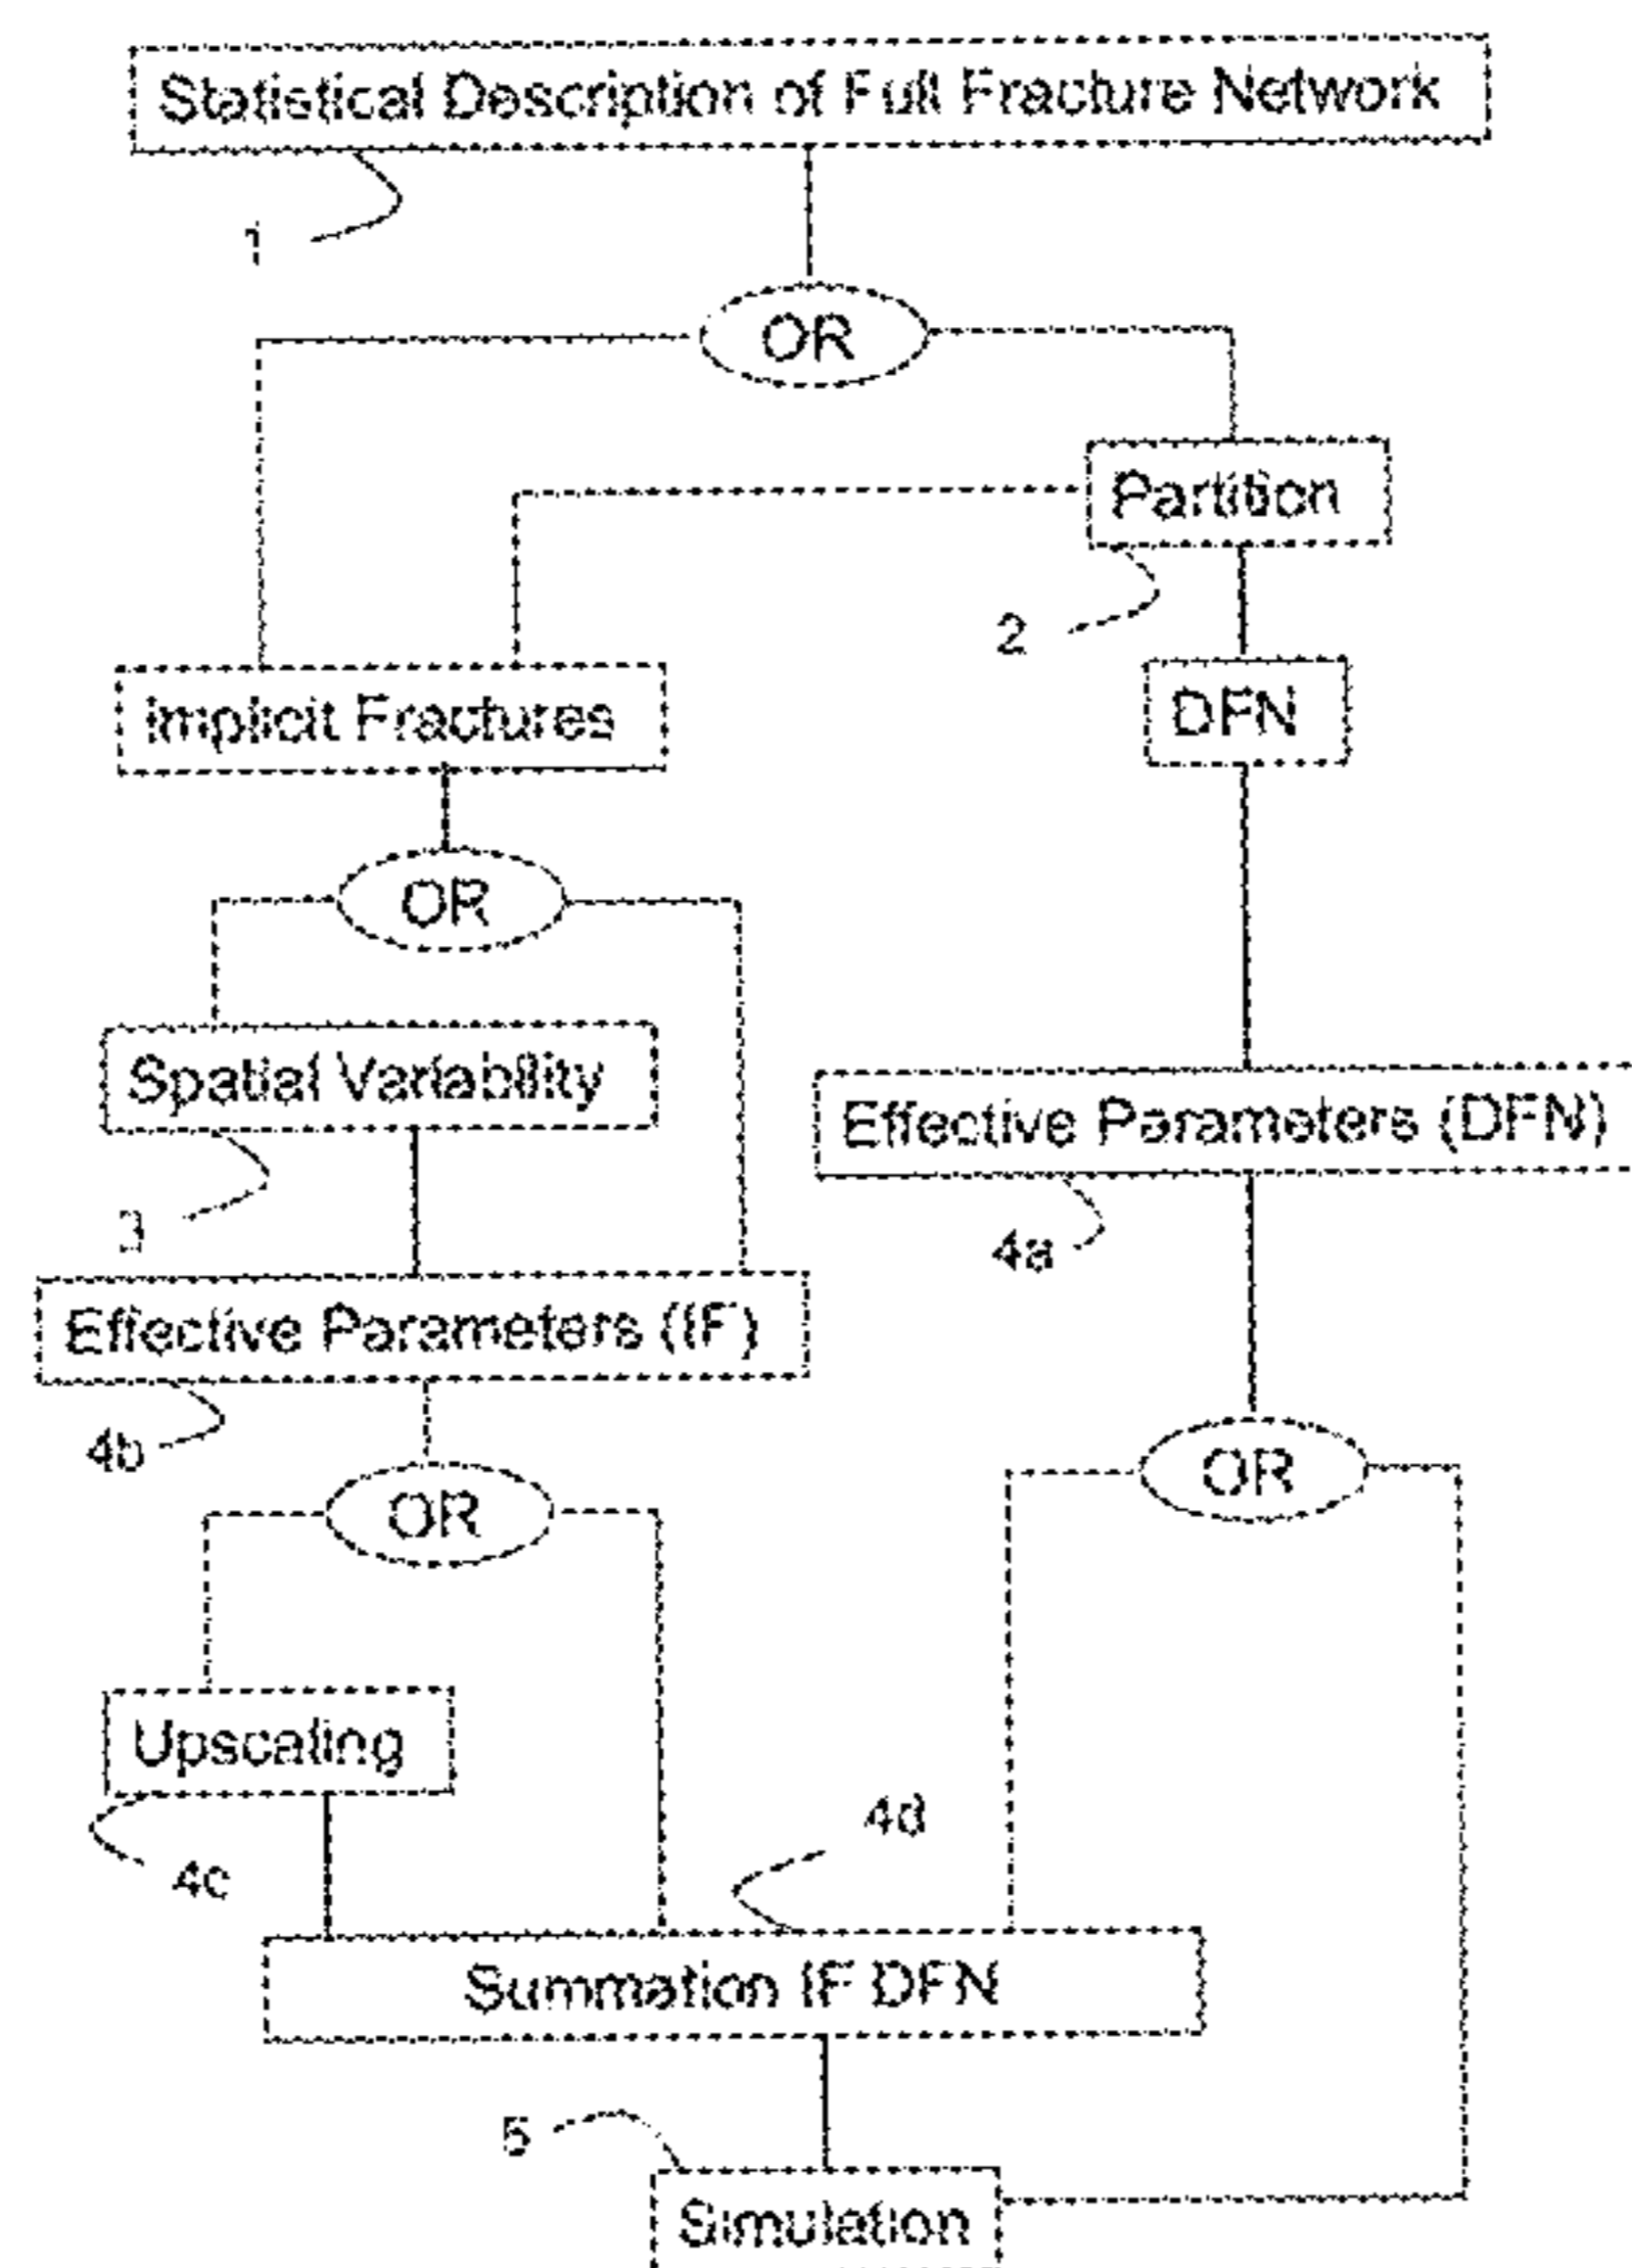 Statistical Description of Full Fracture Network
1
OR
Partition
2
Implicit Fractures
DFN
OR
Spatial Variability
3
Effective Parameters (DFN)
4a
Effective Parameters (IF)
4b
OR
OR
Upscaling
4c
4d
Summation IF DFN
5
Simulation